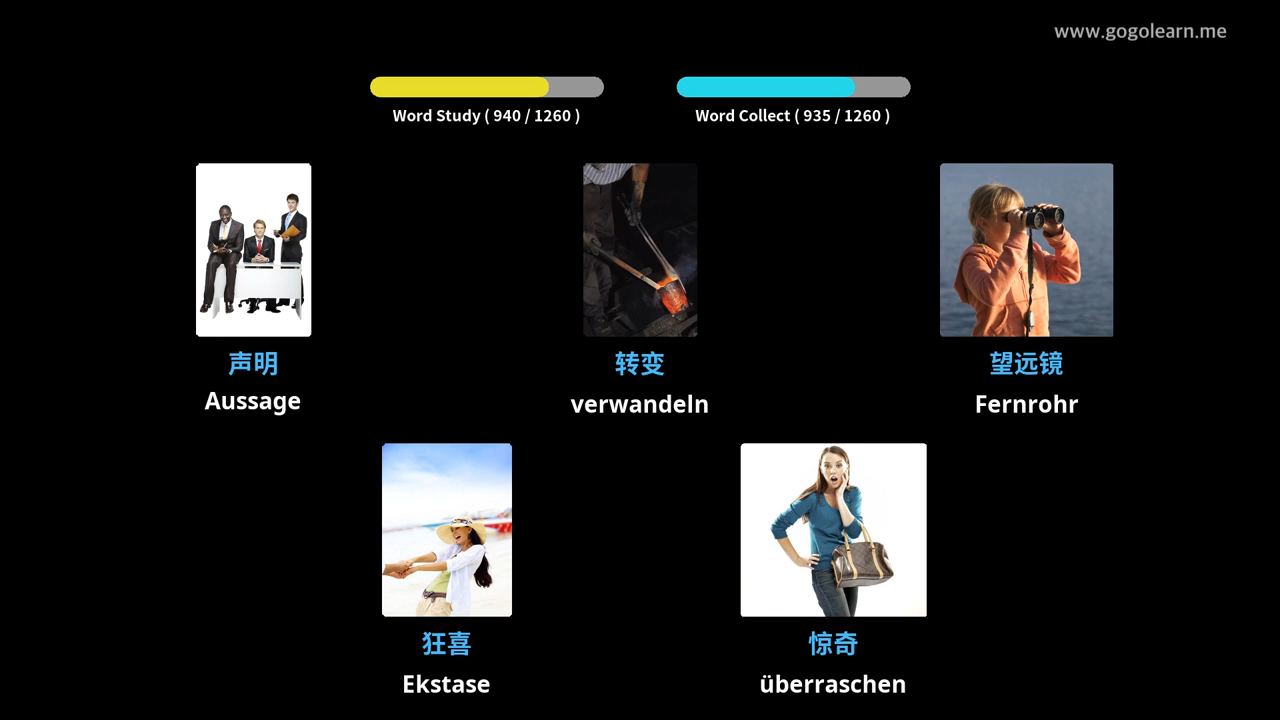 www.gogolearn.me
Word Study ( 940 / 1260 )
Word Collect ( 935 / 1260 )
声明
Aussage
转变
verwandeln
望远镜
Fernrohr
狂喜
Ekstase
惊奇
überraschen